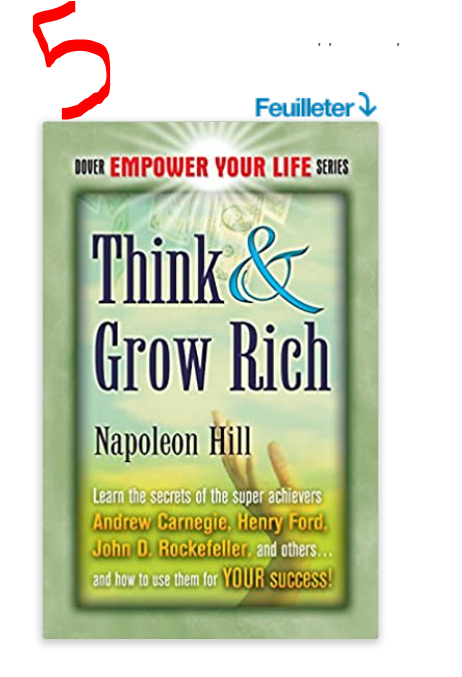 5
Feuilleter
DOVER EMPOWER YOUR LIFE SERIES
Think &
Grow Rich
Napoleon Hill
Learn the secrets of the super achievers
Andrew Carnegie, Henry Ford,
John D. Rockefeller, and others...
and how to use them for YOUR success!